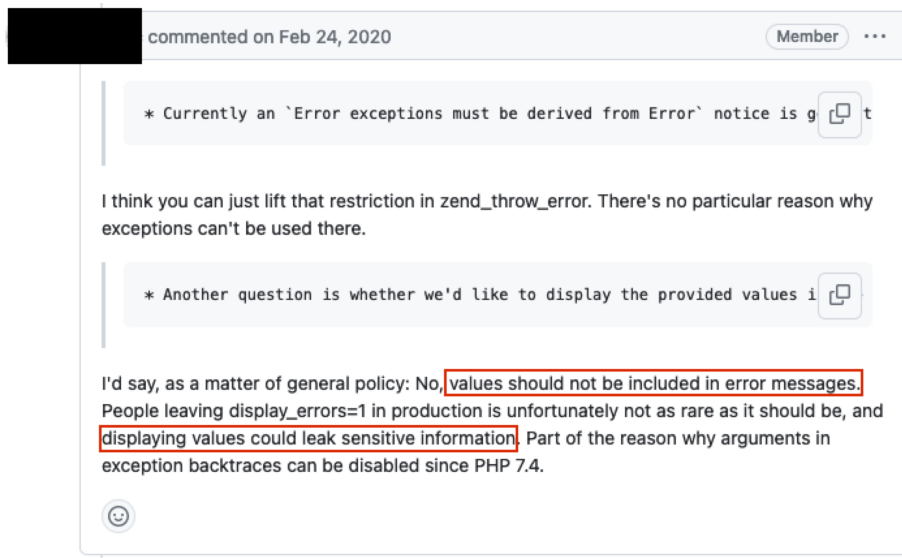 commented on Feb 24, 2020
Member
* Currently an `Error exceptions must be derived from Error` notice is
I think you can just lift that restriction in zend_throw_error. There's no particular reason why
exceptions can't be used there.
* Another question is whether we'd like to display the provided values
I'd say, as a matter of general policy: No, values should not be included in error messages.
People leaving display_errors=1 in production is unfortunately not as rare as it should be, and
displaying values could leak sensitive information. Part of the reason why arguments in
exception backtraces can be disabled since PHP 7.4.